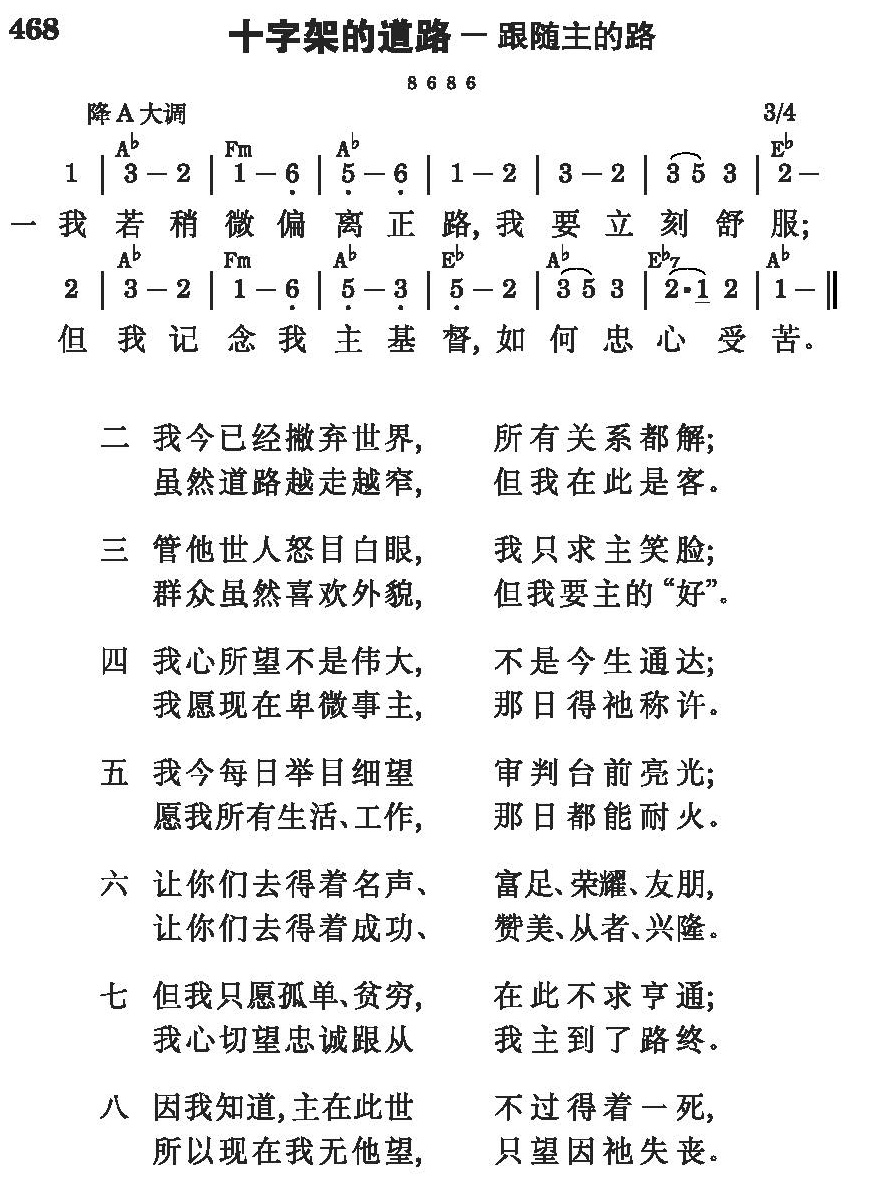 468
十字架的道路 — 跟随主的路
8 6 8 6
降A大调 3/4
A♭ Fm A♭ E♭
1 | 3 – 2 | 1 – 6̣ | 5̣ – 6̣ | 1 – 2 | 3 – 2 | 3 5 3 | 2 –
一 我 若 稍 微 偏 离 正 路, 我 要 立 刻 舒 服;
A♭ Fm A♭ E♭ A♭ E♭7 A♭
2 | 3 – 2 | 1 – 6̣ | 5̣ – 3̣ | 5̣ – 2 | 3 5 3 | 2 · 1̲ 2 | 1 – ‖
但 我 记 念 我 主 基 督, 如 何 忠 心 受 苦。
二 我今已经撇弃世界, 所有关系都解;
虽然道路越走越窄, 但我在此是客。
三 管他世人怒目白眼, 我只求主笑脸;
群众虽然喜欢外貌, 但我要主的“好”。
四 我心所望不是伟大, 不是今生通达;
我愿现在卑微事主, 那日得祂称许。
五 我今每日举目细望 审判台前亮光;
愿我所有生活、工作, 那日都能耐火。
六 让你们去得着名声、 富足、荣耀、友朋,
让你们去得着成功、 赞美、从者、兴隆。
七 但我只愿孤单、贫穷, 在此不求亨通;
我心切望忠诚跟从 我主到了路终。
八 因我知道,主在此世 不过得着一死,
所以现在我无他望, 只望因祂失丧。